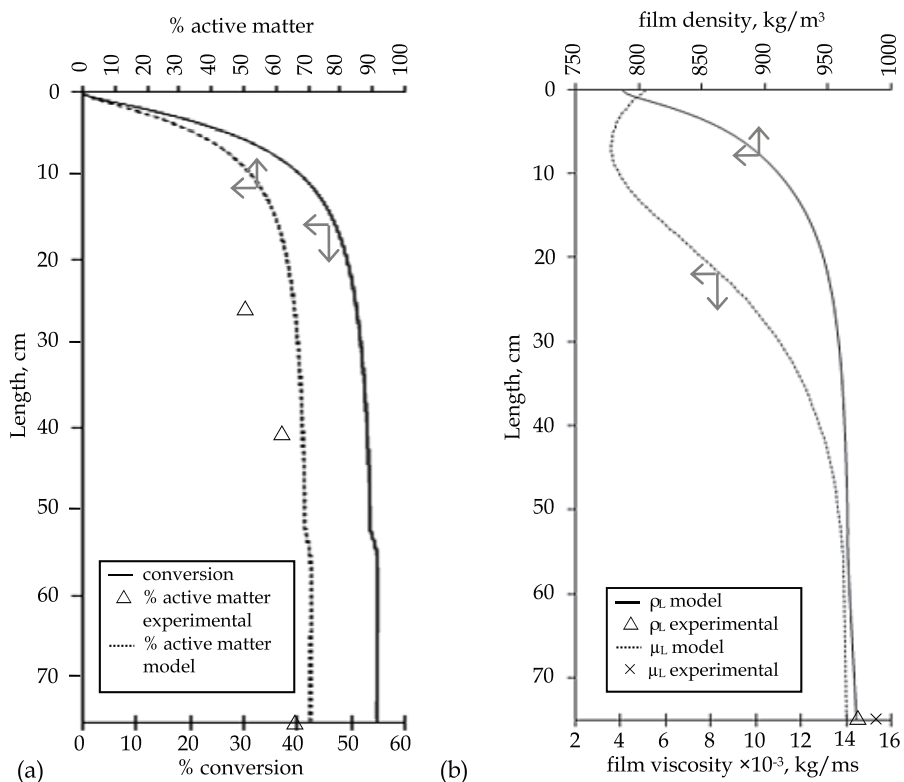 % active matter
0 10 20 30 40 50 60 70 80 90 100
0
10
20
30
40
50
60
70
Length, cm
conversion
% active matter
experimental
% active matter
model
0 10 20 30 40 50 60
% conversion
(a)
film density, kg/m³
750 800 850 900 950 1000
0
10
20
30
40
50
60
70
Length, cm
ρL model
ρL experimental
μL model
μL experimental
2 4 6 8 10 12 14 16
film viscosity ×10⁻³, kg/ms
(b)